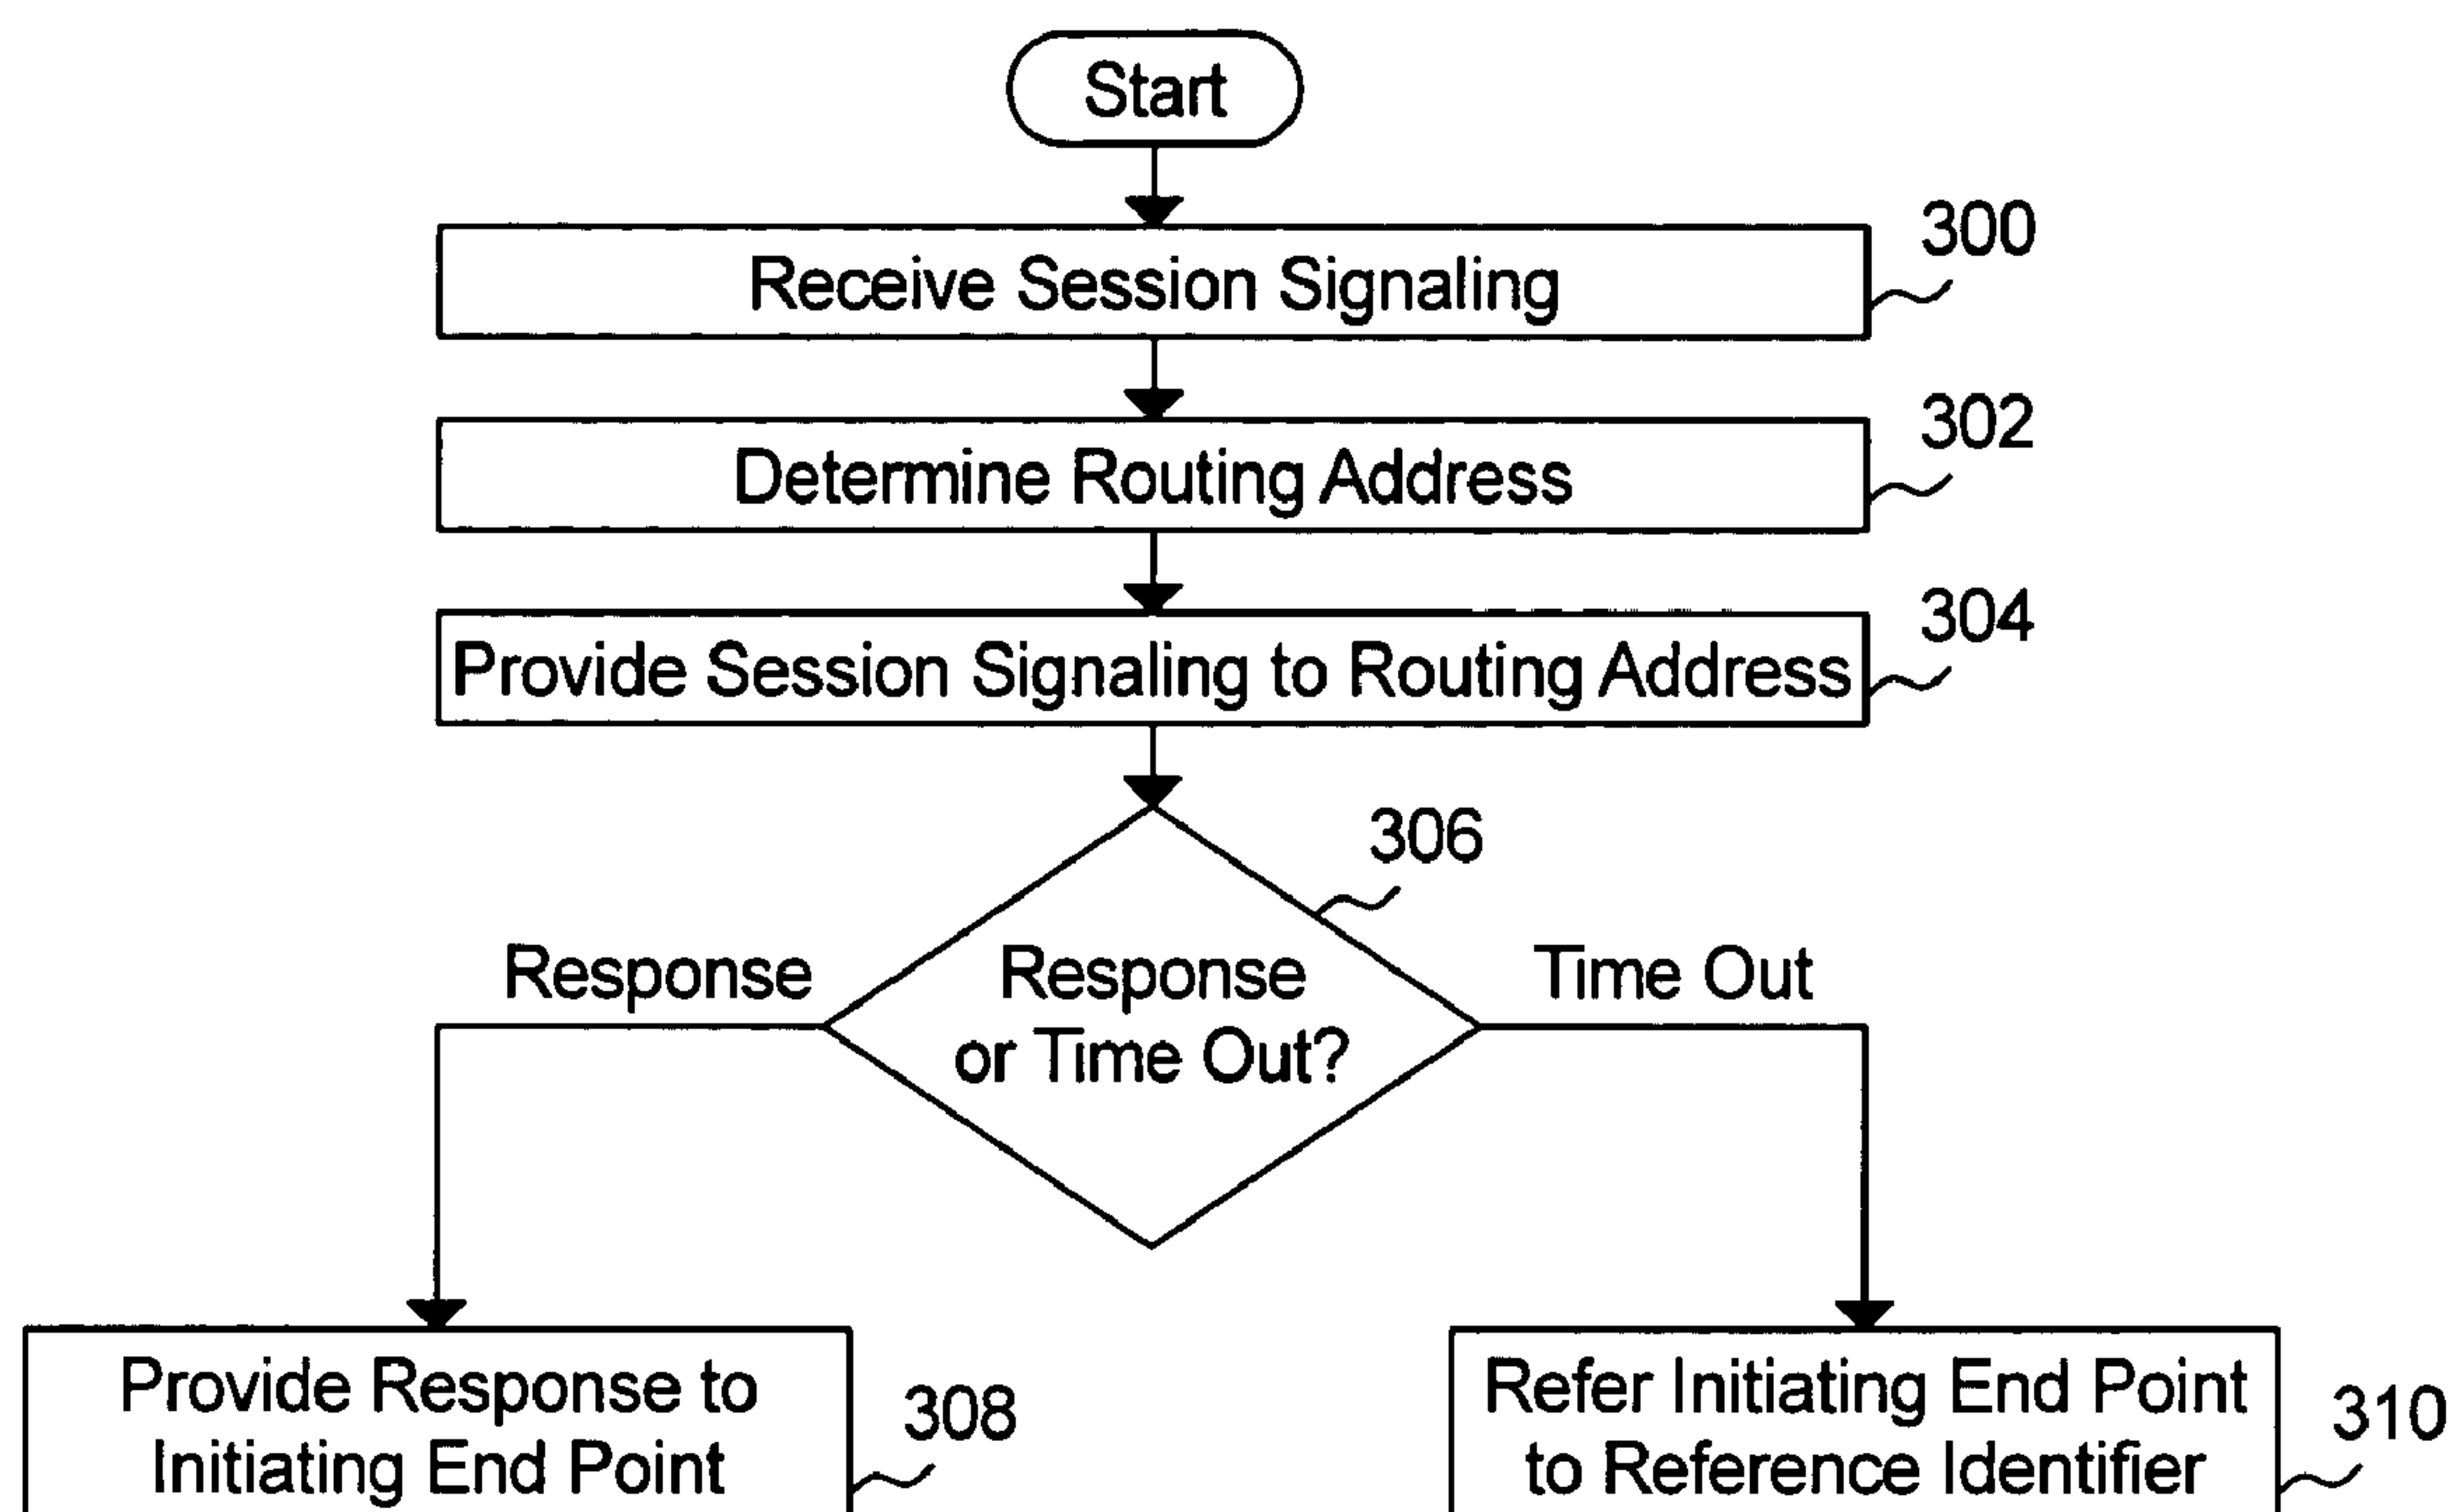 Start
300
Receive Session Signaling
302
Determine Routing Address
304
Provide Session Signaling to Routing Address
306
Response
Response
or Time Out?
Time Out
Provide Response to
Initiating End Point
308
Refer Initiating End Point
to Reference Identifier
310